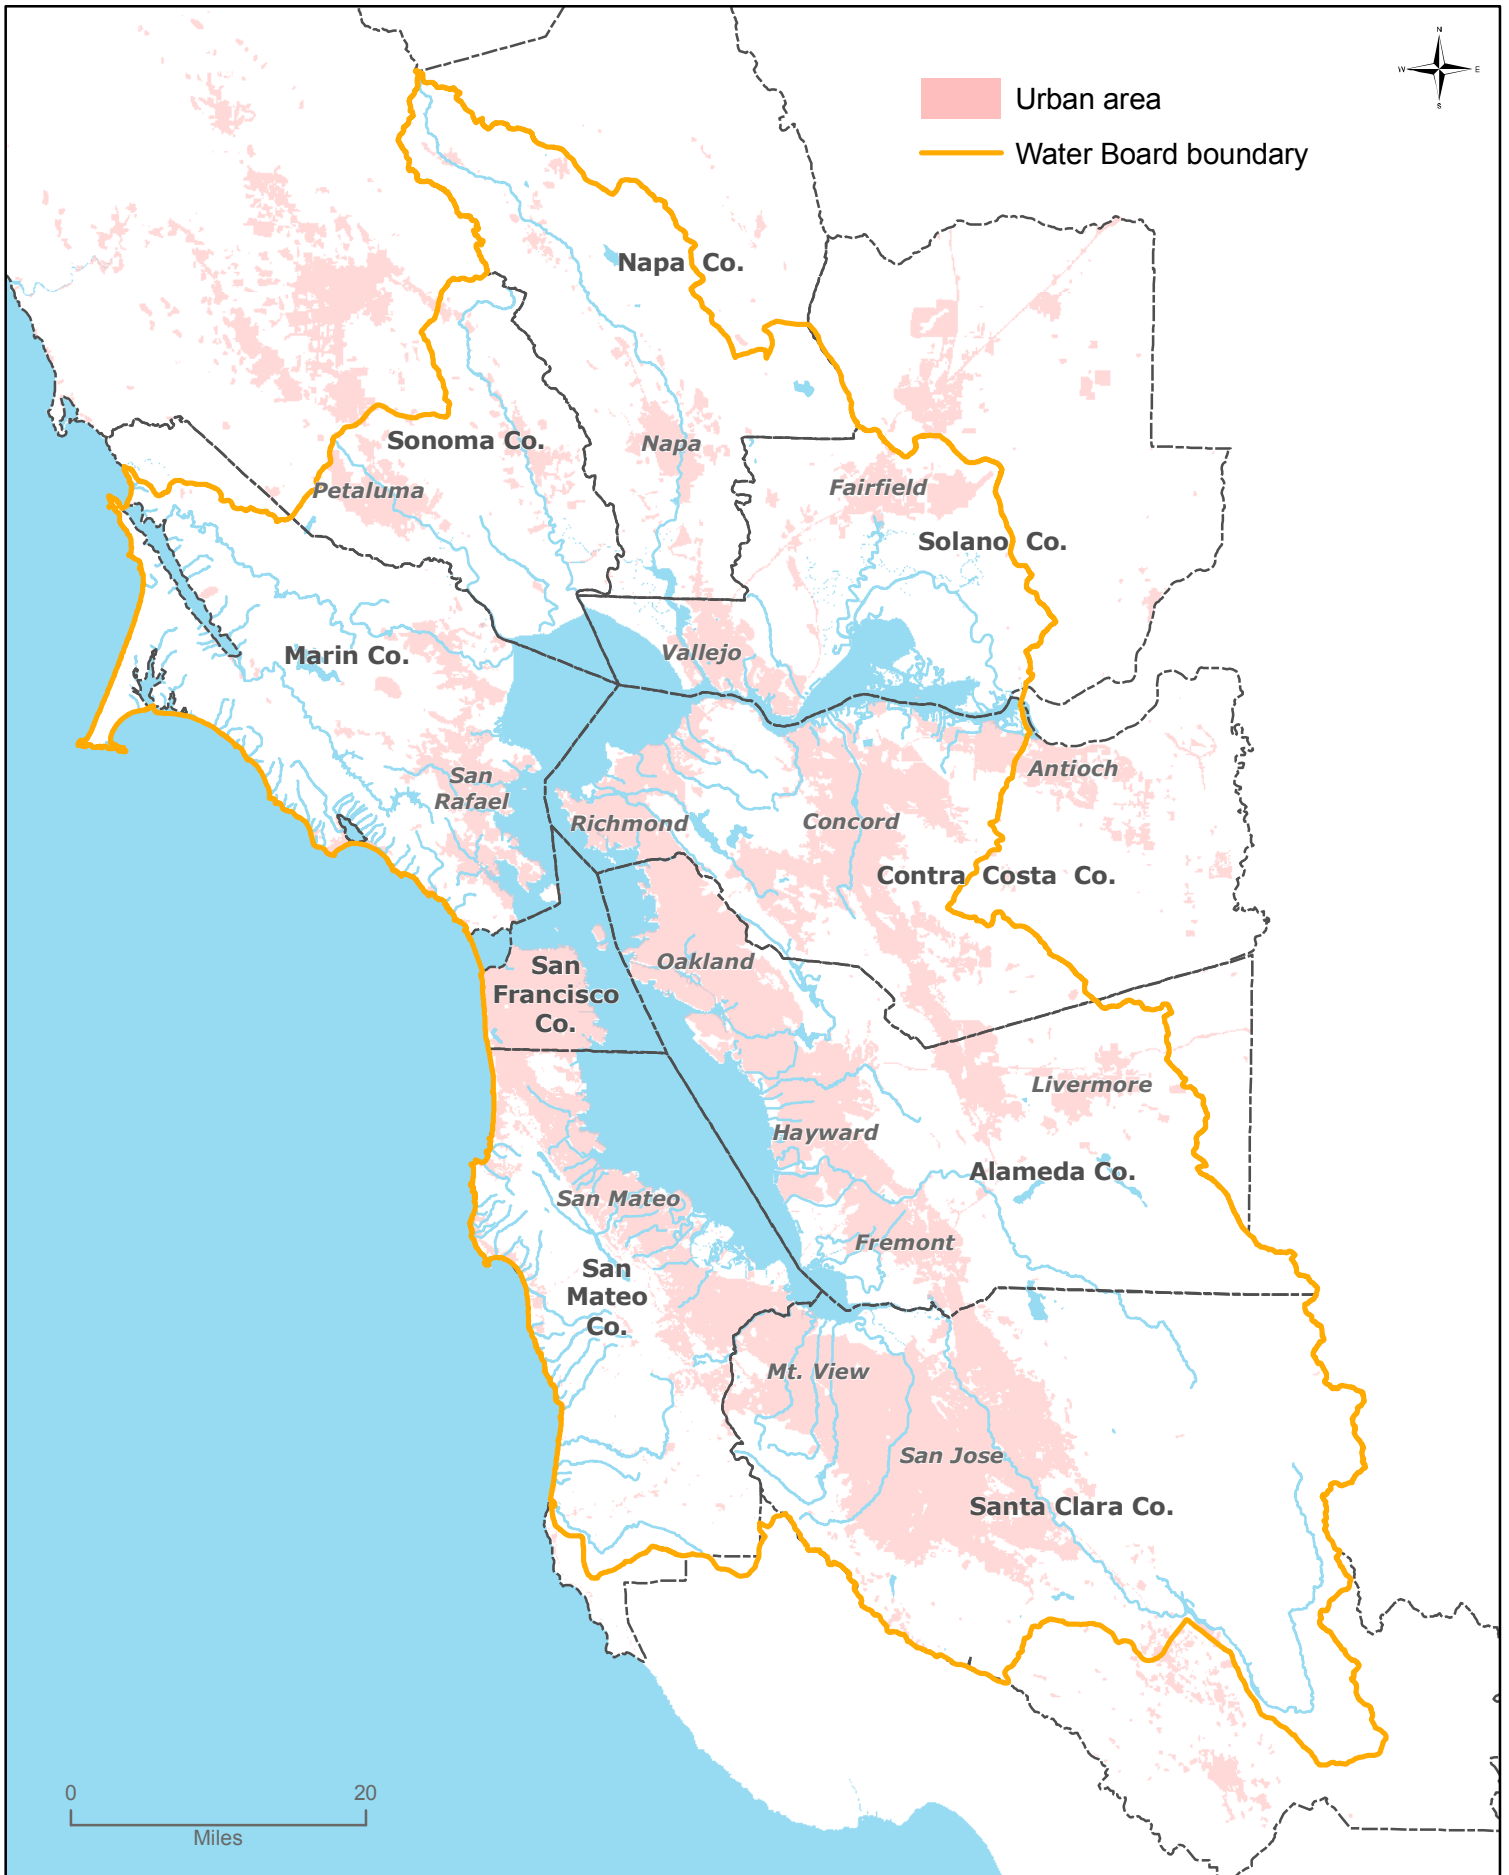 N
W E
S
Urban area
Water Board boundary
Napa Co.
Sonoma Co.
Napa
Petaluma
Fairfield
Solano Co.
Marin Co.
Vallejo
San
Rafael
Antioch
Richmond
Concord
Contra Costa Co.
Oakland
San
Francisco
Co.
Livermore
Hayward
Alameda Co.
San Mateo
Fremont
San
Mateo
Co.
Mt. View
San Jose
Santa Clara Co.
0 20
Miles